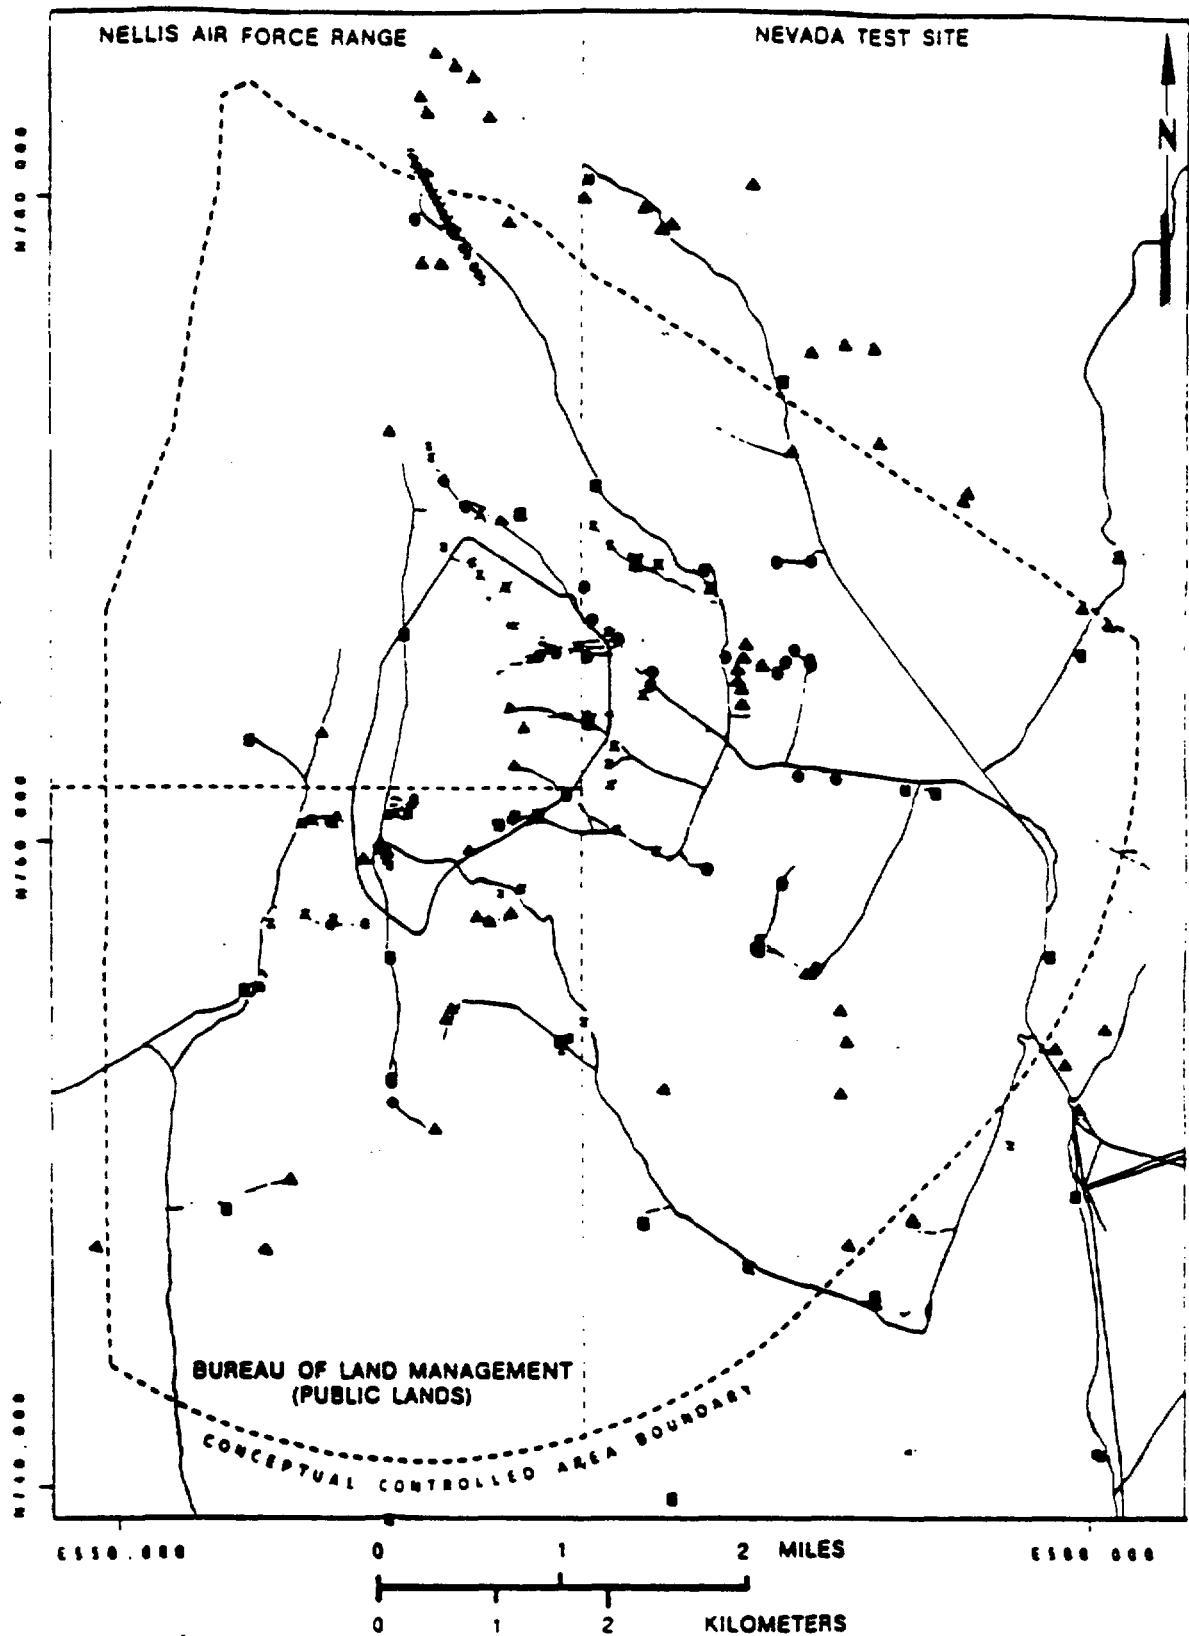 NELLIS AIR FORCE RANGE
NEVADA TEST SITE
N
BUREAU OF LAND MANAGEMENT
(PUBLIC LANDS)
CONCEPTUAL CONTROLLED AREA BOUNDARY
0 1 2 MILES
0 1 2 KILOMETERS